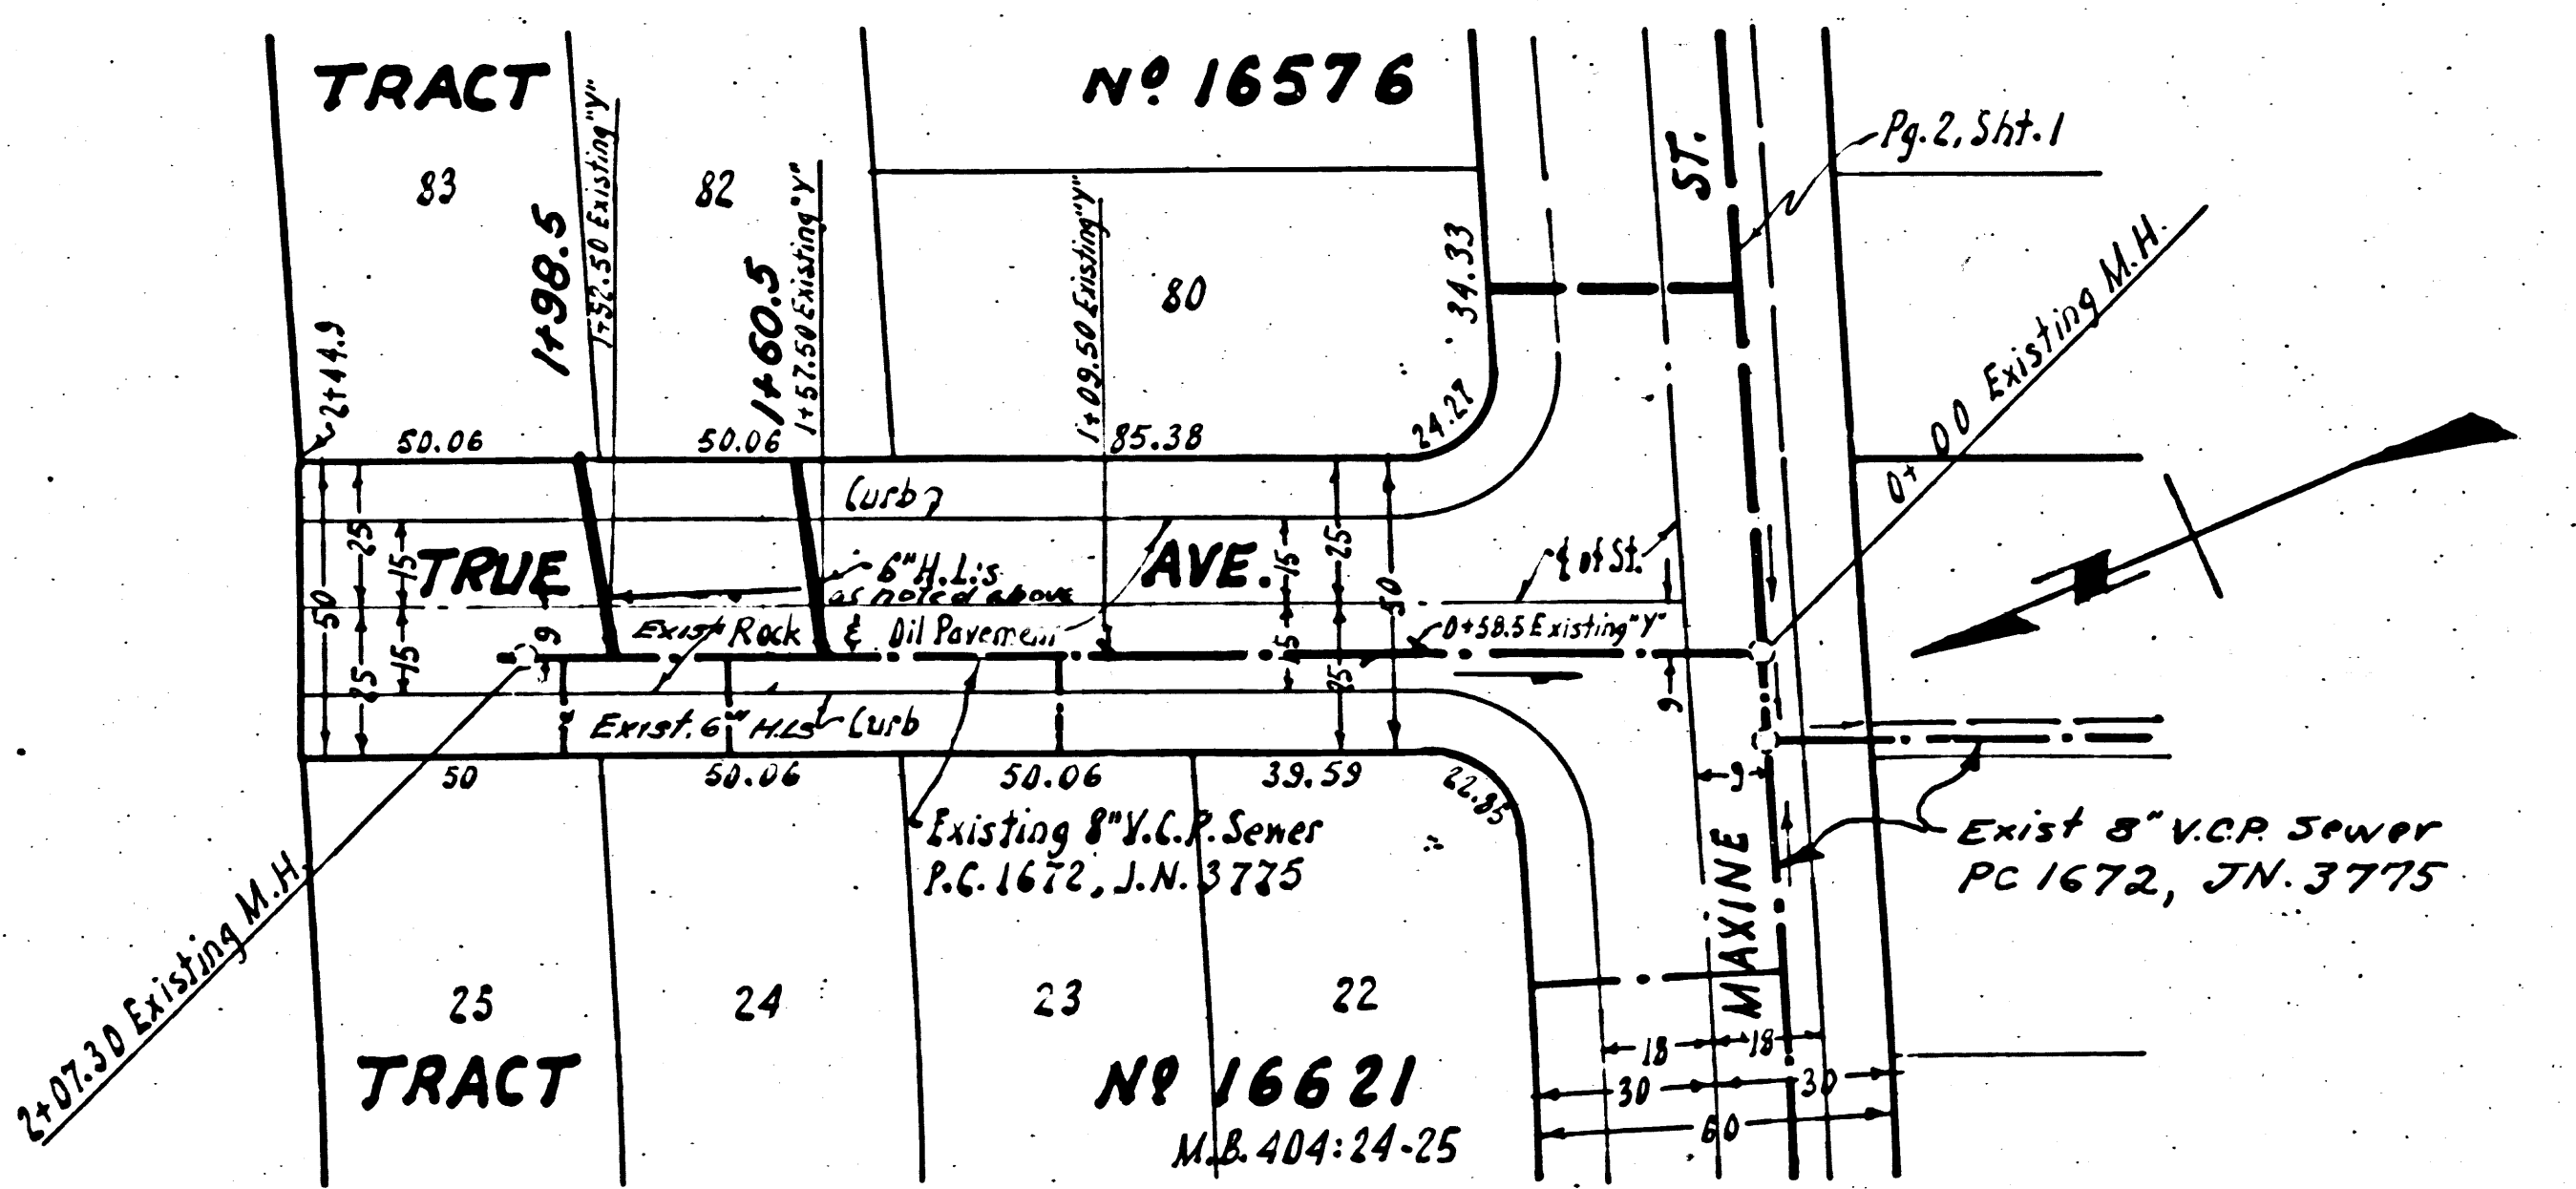 TRACT
Nº 16576
83
82
80
1+98.5
1+52.50 Existing "Y"
1+60.5
1+57.50 Existing "Y"
1+09.50 Existing "Y"
ST.
Pg. 2, Sht. 1
34.33
24.27
2+44.9
0+00 Existing M.H.
50.06
50.06
85.38
Curb
25
15
50
25
15
TRUE
AVE.
6" H.L.'s
as noted above
15
25
50
15
25
℄ of St.
Exist Rock & Oil Pavement
0+58.5 Existing "Y"
9
9
9
Exist. 6" H.LS
Curb
50
50.06
50.06
39.59
22.85
Existing 8" V.C.P. Sewer
P.C. 1672, J.N. 3775
Exist 8" V.C.P. Sewer
PC 1672, JN. 3775
2+07.30 Existing M.H.
MAXINE
25
24
23
22
18
18
30
30
60
TRACT
Nº 16621
M.B. 404:24-25